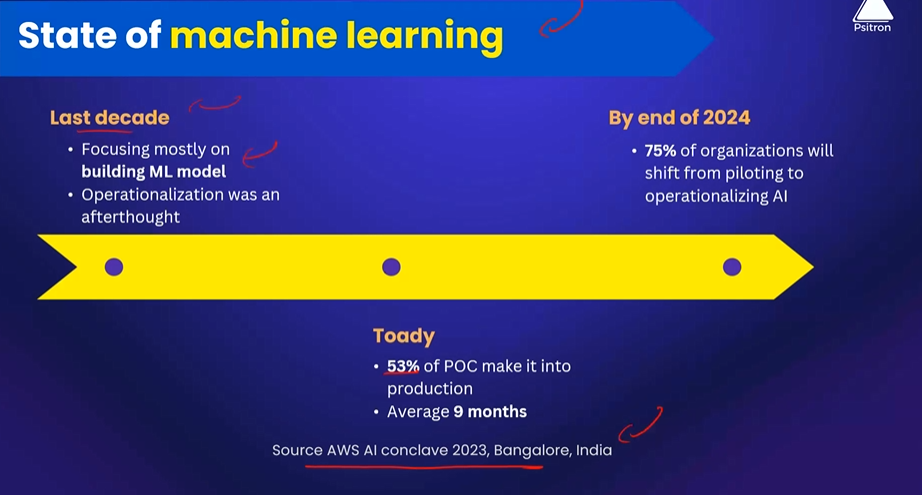 State of machine learning
Psitron
Last decade
• Focusing mostly on
building ML model
• Operationalization was an
afterthought
By end of 2024
• 75% of organizations will
shift from piloting to
operationalizing AI
Toady
• 53% of POC make it into
production
• Average 9 months
Source AWS AI conclave 2023, Bangalore, India